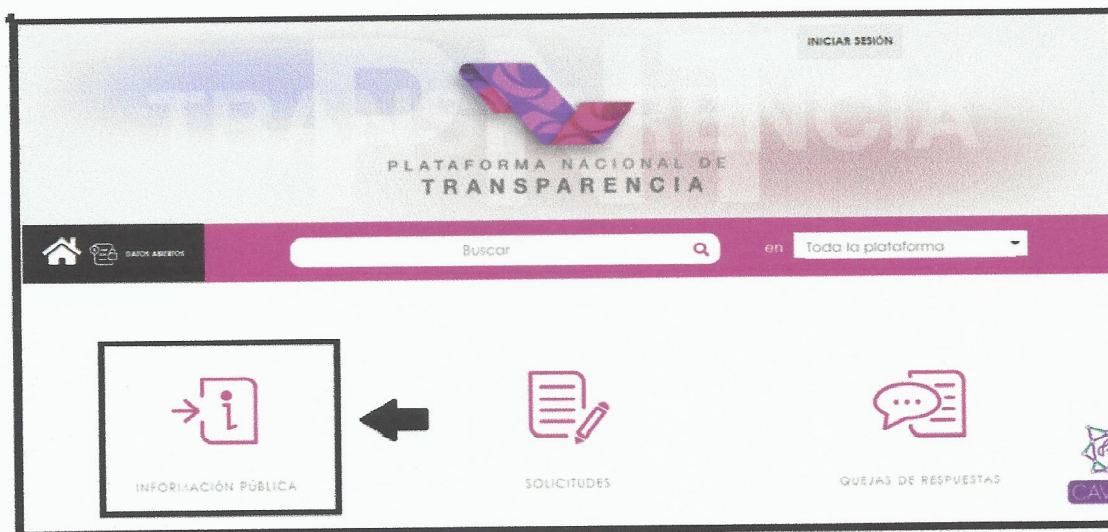 INICIAR SESIÓN
PLATAFORMA NACIONAL DE
TRANSPARENCIA
DATOS ABIERTOS
Buscar
en
Toda la plataforma
INFORMACIÓN PÚBLICA
SOLICITUDES
QUEJAS DE RESPUESTAS